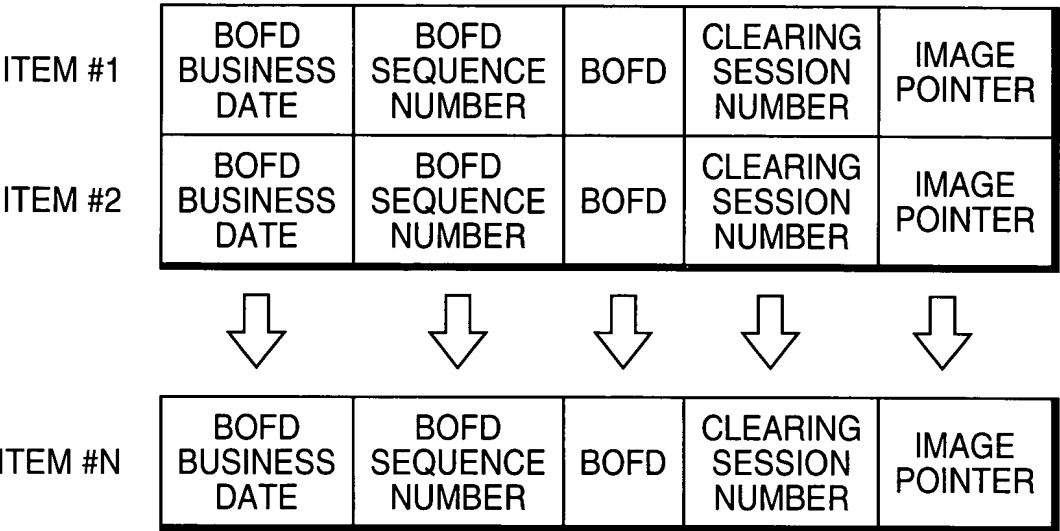 ITEM #1
BOFD
BUSINESS
DATE
BOFD
SEQUENCE
NUMBER
BOFD
CLEARING
SESSION
NUMBER
IMAGE
POINTER
ITEM #2
BOFD
BUSINESS
DATE
BOFD
SEQUENCE
NUMBER
BOFD
CLEARING
SESSION
NUMBER
IMAGE
POINTER
ITEM #N
BOFD
BUSINESS
DATE
BOFD
SEQUENCE
NUMBER
BOFD
CLEARING
SESSION
NUMBER
IMAGE
POINTER